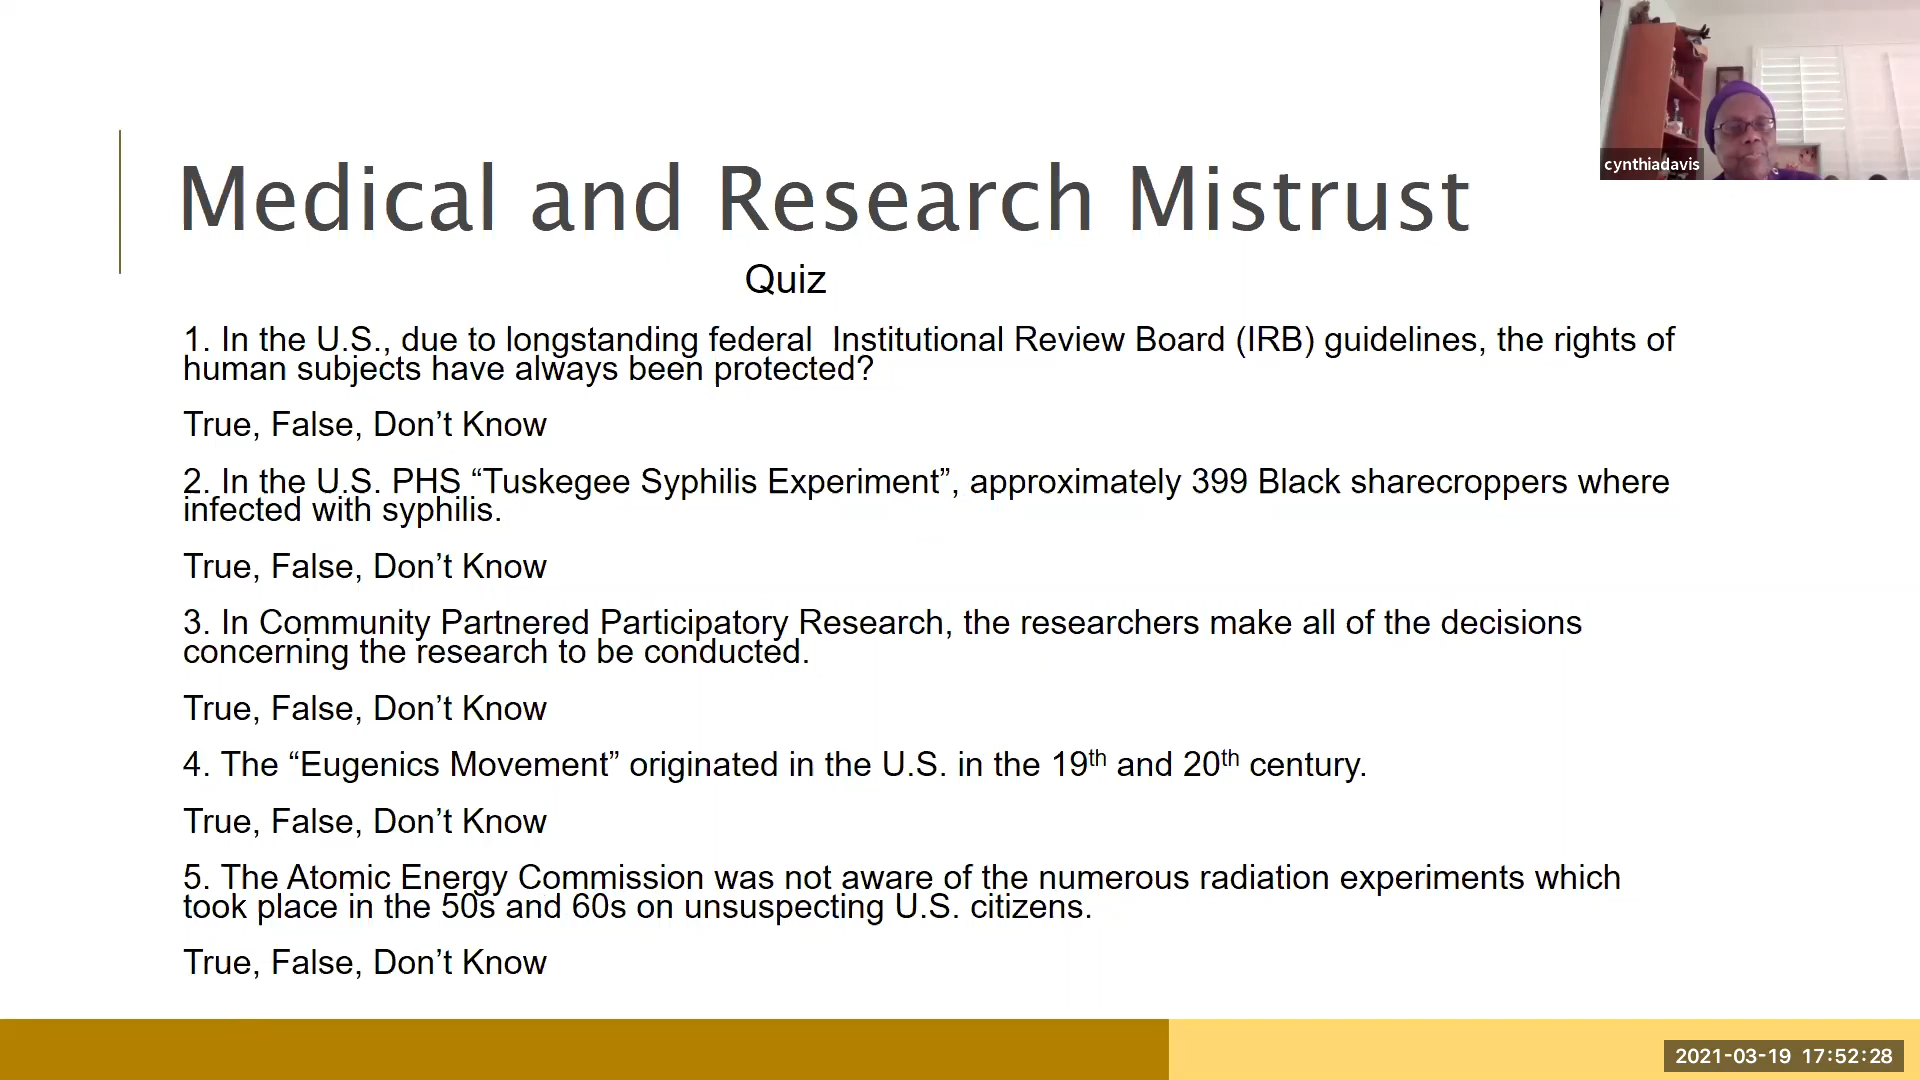 cynthiadavis
Medical and Research Mistrust
Quiz
1. In the U.S., due to longstanding federal  Institutional Review Board (IRB) guidelines, the rights of
human subjects have always been protected?
True, False, Don’t Know
2. In the U.S. PHS “Tuskegee Syphilis Experiment”, approximately 399 Black sharecroppers where
infected with syphilis.
True, False, Don’t Know
3. In Community Partnered Participatory Research, the researchers make all of the decisions
concerning the research to be conducted.
True, False, Don’t Know
4. The “Eugenics Movement” originated in the U.S. in the 19th and 20th century.
True, False, Don’t Know
5. The Atomic Energy Commission was not aware of the numerous radiation experiments which
took place in the 50s and 60s on unsuspecting U.S. citizens.
True, False, Don’t Know
2021-03-19 17:52:28